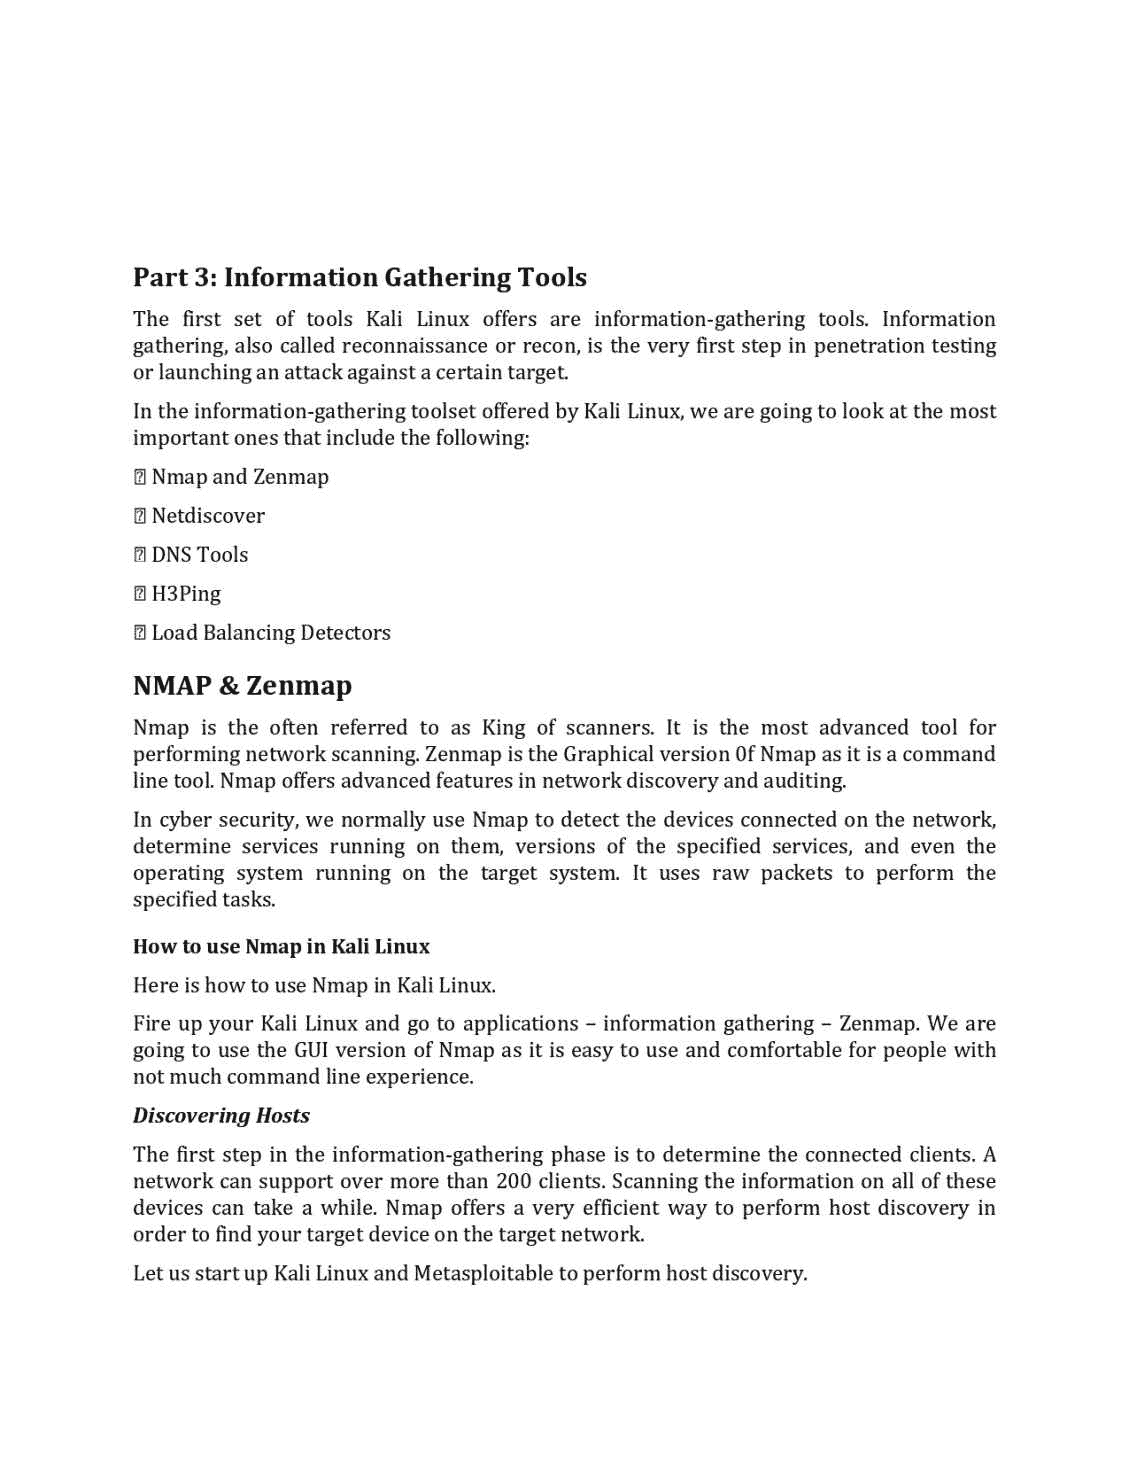 Part 3: Information Gathering Tools
The first set of tools Kali Linux offers are information-gathering tools. Information
gathering, also called reconnaissance or recon, is the very first step in penetration testing
or launching an attack against a certain target.
In the information-gathering toolset offered by Kali Linux, we are going to look at the most
important ones that include the following:
⍰ Nmap and Zenmap
⍰ Netdiscover
⍰ DNS Tools
⍰ H3Ping
⍰ Load Balancing Detectors
NMAP & Zenmap
Nmap is the often referred to as King of scanners. It is the most advanced tool for
performing network scanning. Zenmap is the Graphical version 0f Nmap as it is a command
line tool. Nmap offers advanced features in network discovery and auditing.
In cyber security, we normally use Nmap to detect the devices connected on the network,
determine services running on them, versions of the specified services, and even the
operating system running on the target system. It uses raw packets to perform the
specified tasks.
How to use Nmap in Kali Linux
Here is how to use Nmap in Kali Linux.
Fire up your Kali Linux and go to applications – information gathering – Zenmap. We are
going to use the GUI version of Nmap as it is easy to use and comfortable for people with
not much command line experience.
Discovering Hosts
The first step in the information-gathering phase is to determine the connected clients. A
network can support over more than 200 clients. Scanning the information on all of these
devices can take a while. Nmap offers a very efficient way to perform host discovery in
order to find your target device on the target network.
Let us start up Kali Linux and Metasploitable to perform host discovery.